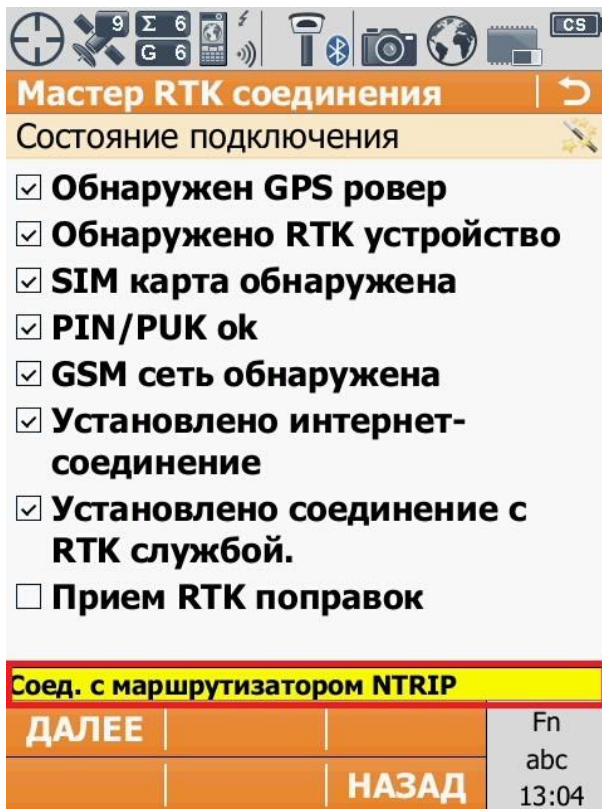 9
Σ 6
G 6
CS
Мастер RTK соединения
Состояние подключения
Обнаружен GPS ровер
Обнаружено RTK устройство
SIM карта обнаружена
PIN/PUK ok
GSM сеть обнаружена
Установлено интернет-
соединение
Установлено соединение с
RTK службой.
Прием RTK поправок
Соед. с маршрутизатором NTRIP
ДАЛЕЕ
НАЗАД
Fn
abc
13:04